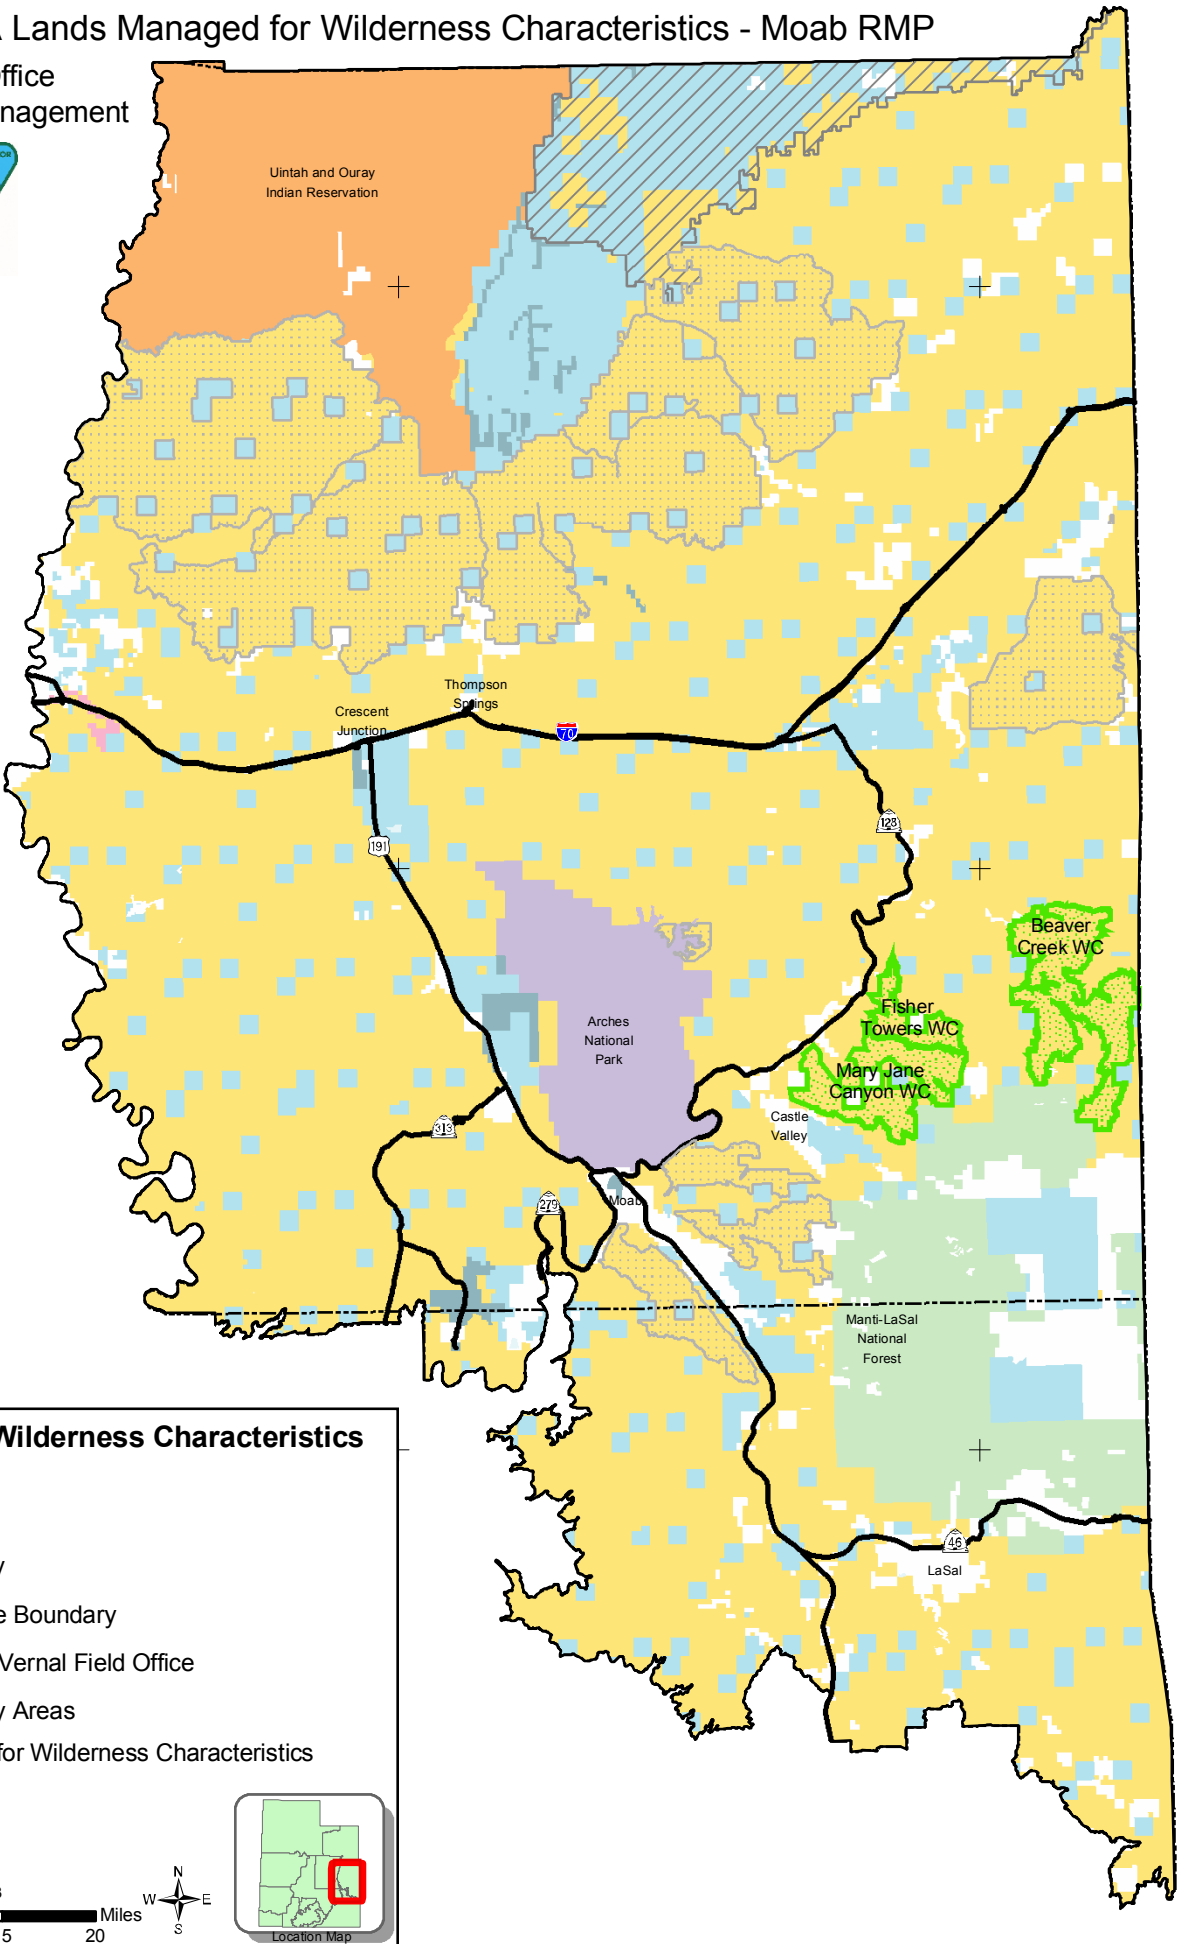 Lands Managed for Wilderness Characteristics - Moab RMP
Uintah and Ouray
Indian Reservation
Thompson
Springs
Crescent
Junction
70
128
191
Beaver
Creek WC
Fisher
Towers WC
Arches
National
Park
Mary Jane
Canyon WC
Castle
Valley
313
279
Moab
Manti-LaSal
National
Forest
46
LaSal
Wilderness Characteristics
Boundary
Vernal Field Office
Areas
for Wilderness Characteristics
N
W E
S
Miles
5 20
Location Map